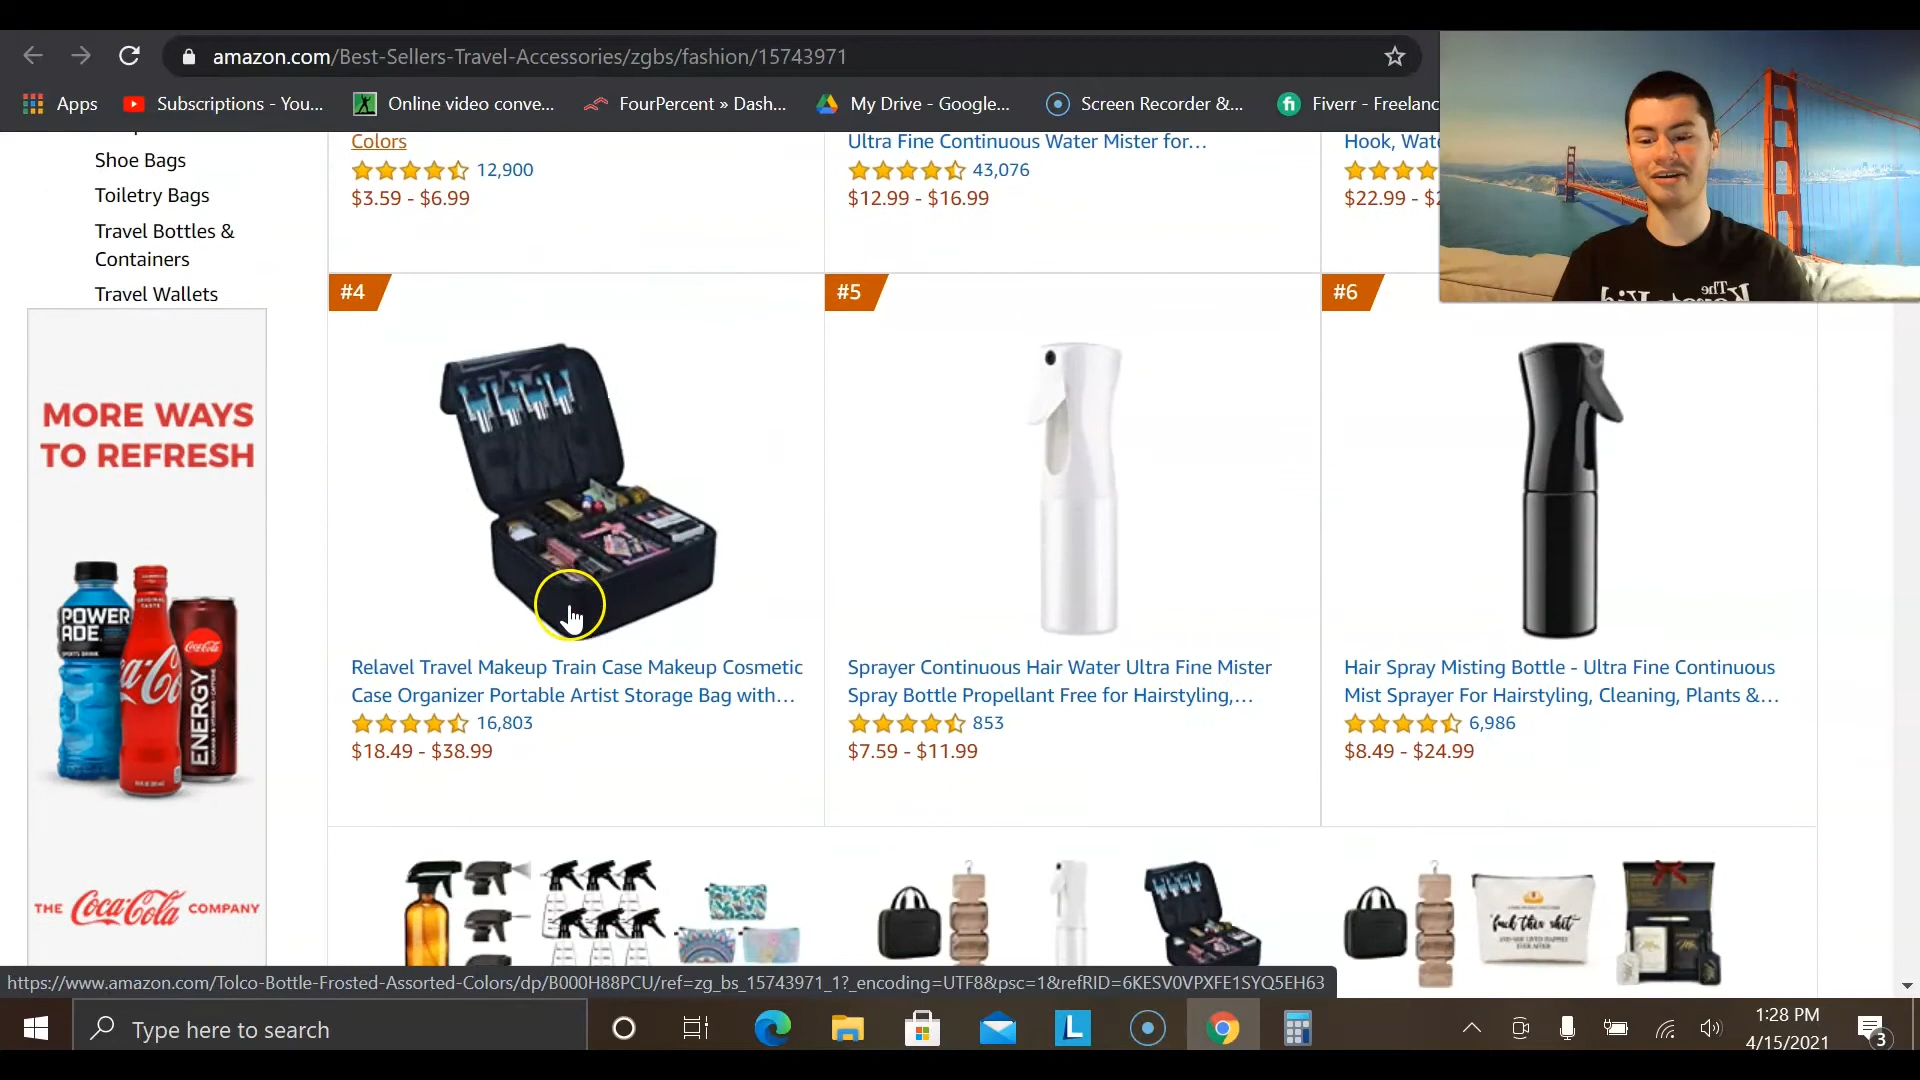 amazon.com/Best-Sellers-Travel-Accessories/zgbs/fashion/15743971
Apps
Subscriptions - You...
Online video conve...
FourPercent » Dash...
My Drive - Google...
Screen Recorder &...
Fiverr - Freelanc
Shoe Bags
Toiletry Bags
Travel Bottles &
Containers
Travel Wallets
Colors
12,900
$3.59 - $6.99
Ultra Fine Continuous Water Mister for...
43,076
$12.99 - $16.99
Hook, Wate
$22.99 - $2
The
#4
Relavel Travel Makeup Train Case Makeup Cosmetic
Case Organizer Portable Artist Storage Bag with...
16,803
$18.49 - $38.99
#5
Sprayer Continuous Hair Water Ultra Fine Mister
Spray Bottle Propellant Free for Hairstyling,...
853
$7.59 - $11.99
#6
Hair Spray Misting Bottle - Ultra Fine Continuous
Mist Sprayer For Hairstyling, Cleaning, Plants &...
6,986
$8.49 - $24.99
MORE WAYS
TO REFRESH
POWER
ADE
Coca-Cola
ENERGY
THE Coca-Cola COMPANY
https://www.amazon.com/Tolco-Bottle-Frosted-Assorted-Colors/dp/B000H88PCU/ref=zg_bs_15743971_1?_encoding=UTF8&psc=1&refRID=6KESV0VPXFE1SYQ5EH63
Type here to search
L
1:28 PM
4/15/2021
3